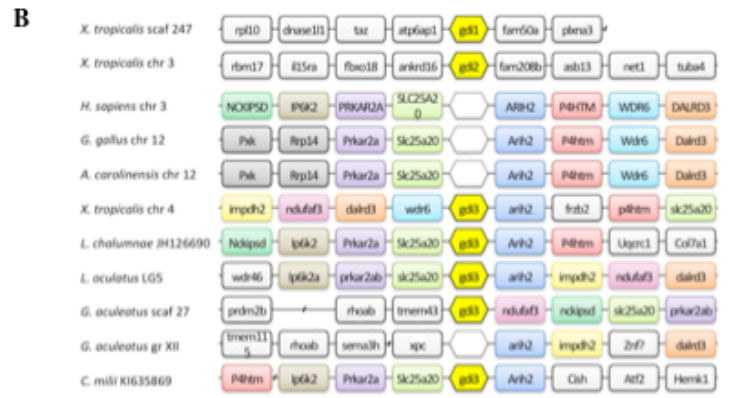 B
X. tropicalis scaf 247 rpl10 dnase1l1 taz atp6ap1 gdi1 fam50a plxna3
X. tropicalis chr 3 rbm17 il15ra fbxo18 ankrd16 gdi2 fam208b asb13 net1 tuba4
H. sapiens chr 3 NCKIPSD IP6K2 PRKAR2A SLC25A20 ARIH2 P4HTM WDR6 DALRD3
G. gallus chr 12 Pxk Rrp14 Prkar2a Slc25a20 Arih2 P4htm Wdr6 Dalrd3
A. carolinensis chr 12 Pxk Rrp14 Prkar2a Slc25a20 Arih2 P4htm Wdr6 Dalrd3
X. tropicalis chr 4 impdh2 ndufaf3 dalrd3 wdr6 gdi3 arih2 frzb2 p4htm slc25a20
L. chalumnae JH126690 Nckipsd Ip6k2 Prkar2a Slc25a20 gdi3 Arih2 P4htm Uqcrc1 Col7a1
L. oculatus LG5 wdr46 Ip6k2a prkar2ab slc25a20 gdi3 arih2 impdh2 ndufaf3 dalrd3
G. aculeatus scaf 27 prdm2b rhoab tmem43 gdi3 ndufaf3 nckipsd slc25a20 prkar2ab
G. aculeatus gr XII tmem115 rhoab sema3h xpc arih2 impdh2 Znf? dalrd3
C. milii KI635869 P4htm Ip6k2 Prkar2a Slc25a20 gdi3 Arih2 Cish Atf2 Hemk1